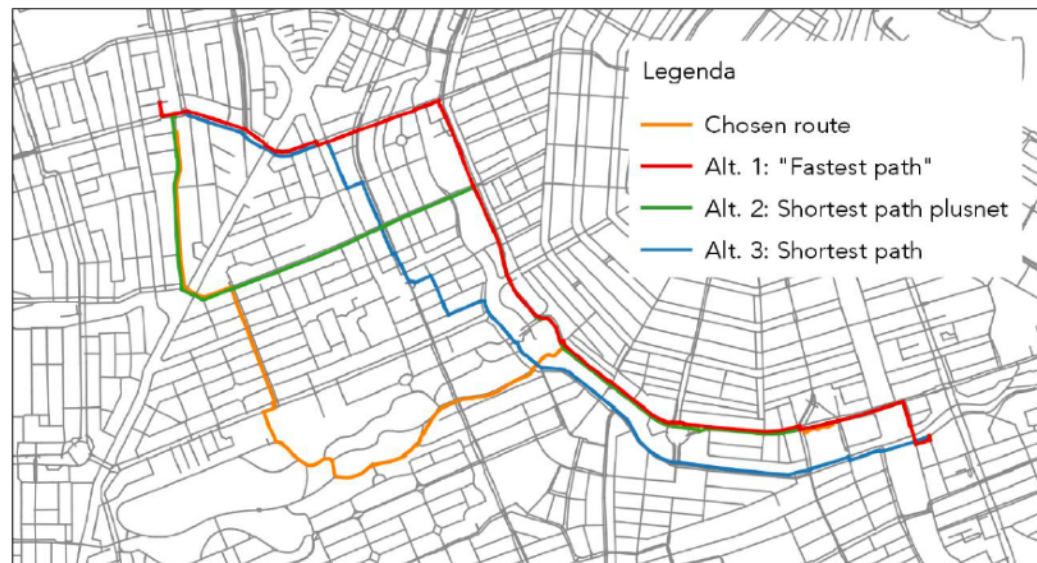 Legenda
Chosen route
Alt. 1: "Fastest path"
Alt. 2: Shortest path plusnet
Alt. 3: Shortest path